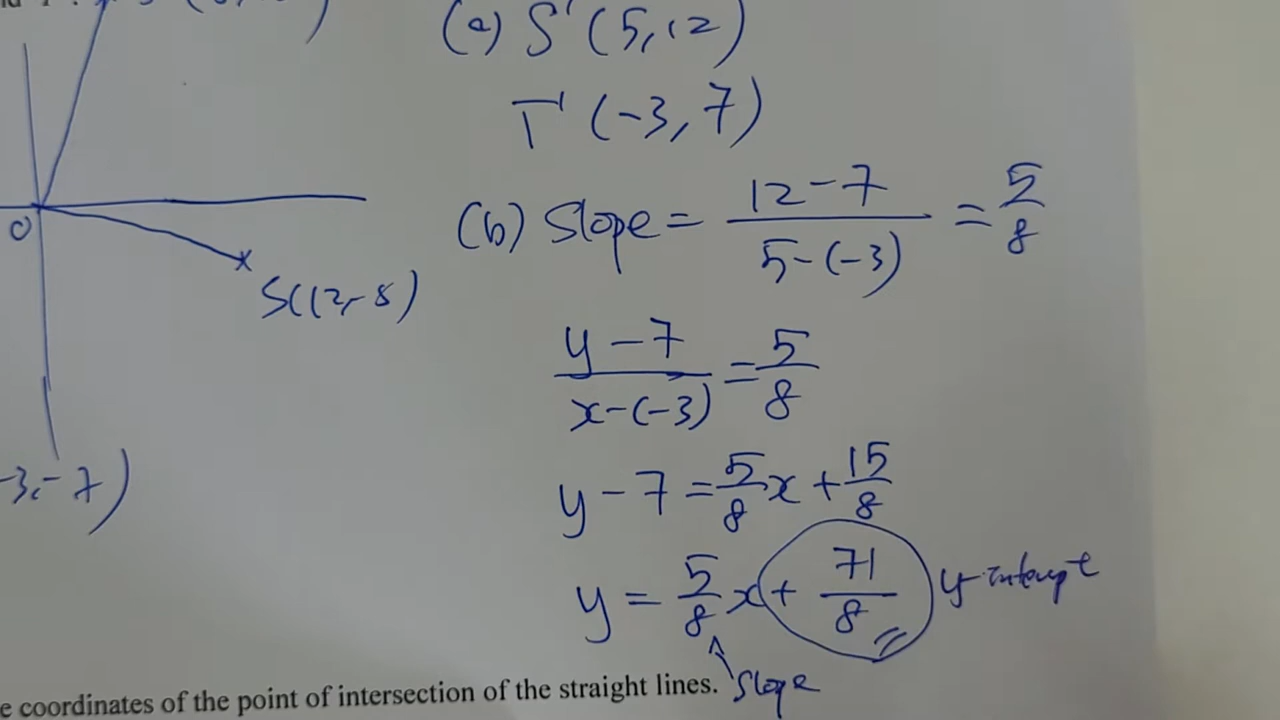 (a) S' (5, 12)
T' (-3, 7)
(b) Slope = 12-7 / 5-(-3) = 5/8
O
S(12,-5)
y-7 / x-(-3) = 5/8
y-7 = 5/8 x + 15/8
-3,-7)
y = 5/8 x + 71/8 y-intercept
slope
e coordinates of the point of intersection of the straight lines.